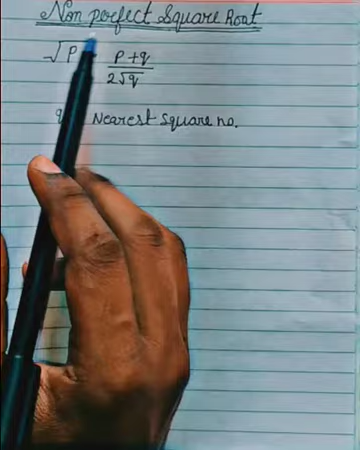 Non perfect Square Root
√P P+q
2√q
q Nearest Square no.